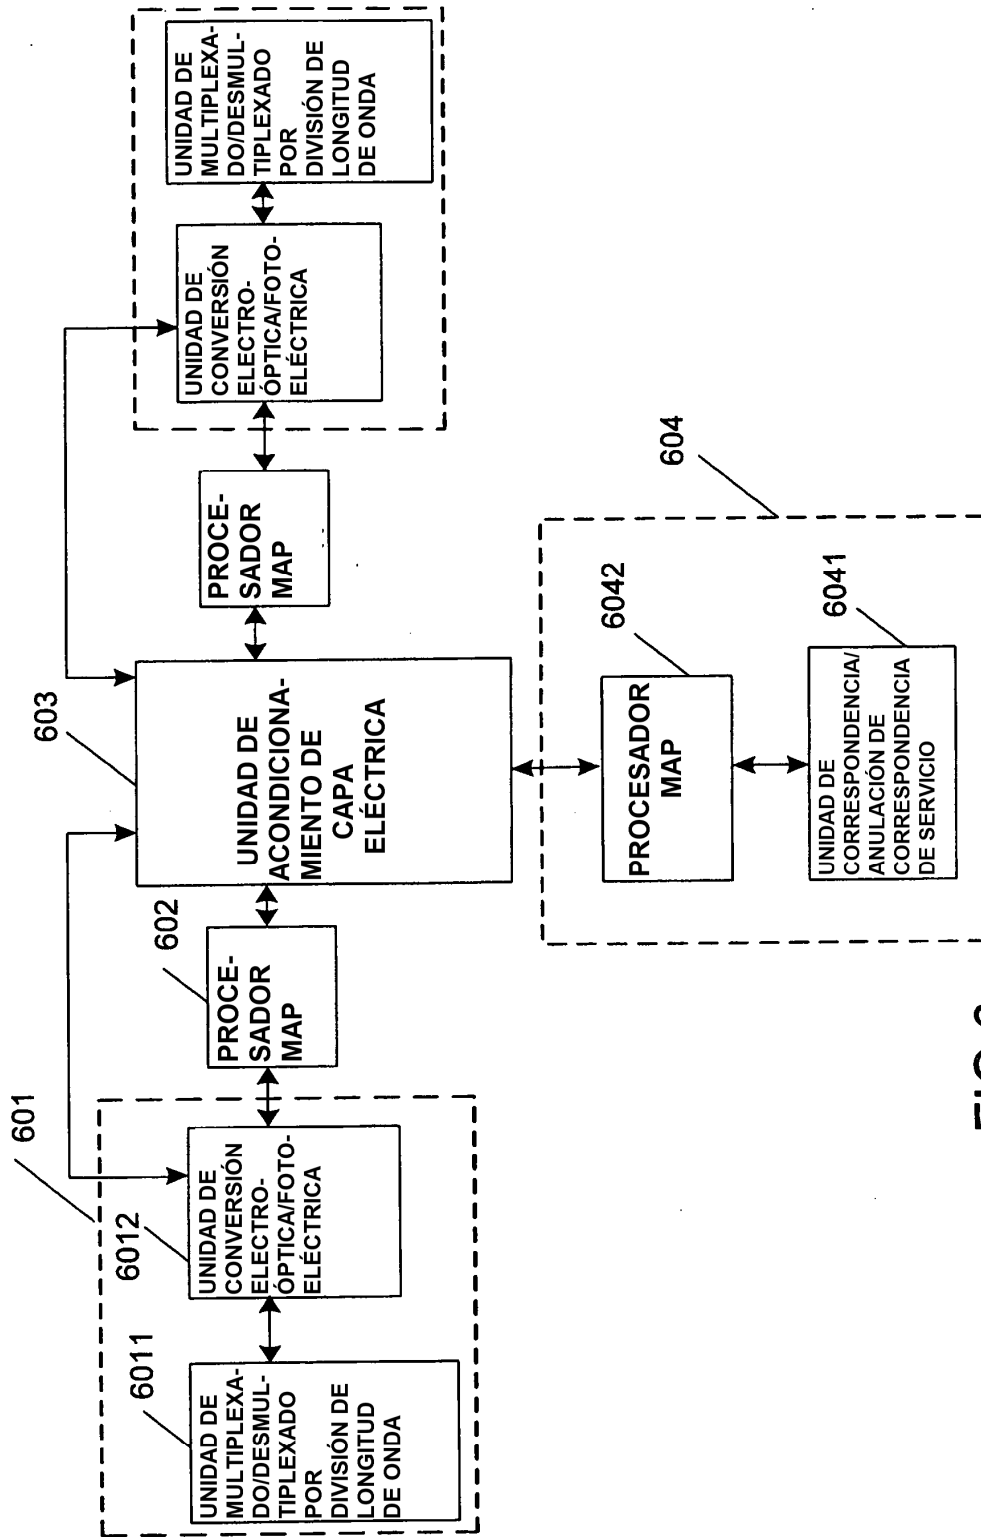 601
6011
UNIDAD DE
MULTIPLEXA-
DO/DESMUL-
TIPLEXADO
POR
DIVISIÓN DE
LONGITUD
DE ONDA
6012
UNIDAD DE
CONVERSIÓN
ELECTRO-
ÓPTICA/FOTO-
ELÉCTRICA
602
PROCE-
SADOR
MAP
603
UNIDAD DE
ACONDICIONA-
MIENTO DE
CAPA
ELÉCTRICA
PROCE-
SADOR
MAP
UNIDAD DE
CONVERSIÓN
ELECTRO-
ÓPTICA/FOTO-
ELÉCTRICA
UNIDAD DE
MULTIPLEXA-
DO/DESMUL-
TIPLEXADO
POR
DIVISIÓN DE
LONGITUD
DE ONDA
604
PROCESADOR
MAP
6042
UNIDAD DE
CORRESPONDENCIA/
ANULACIÓN DE
CORRESPONDENCIA
DE SERVICIO
6041